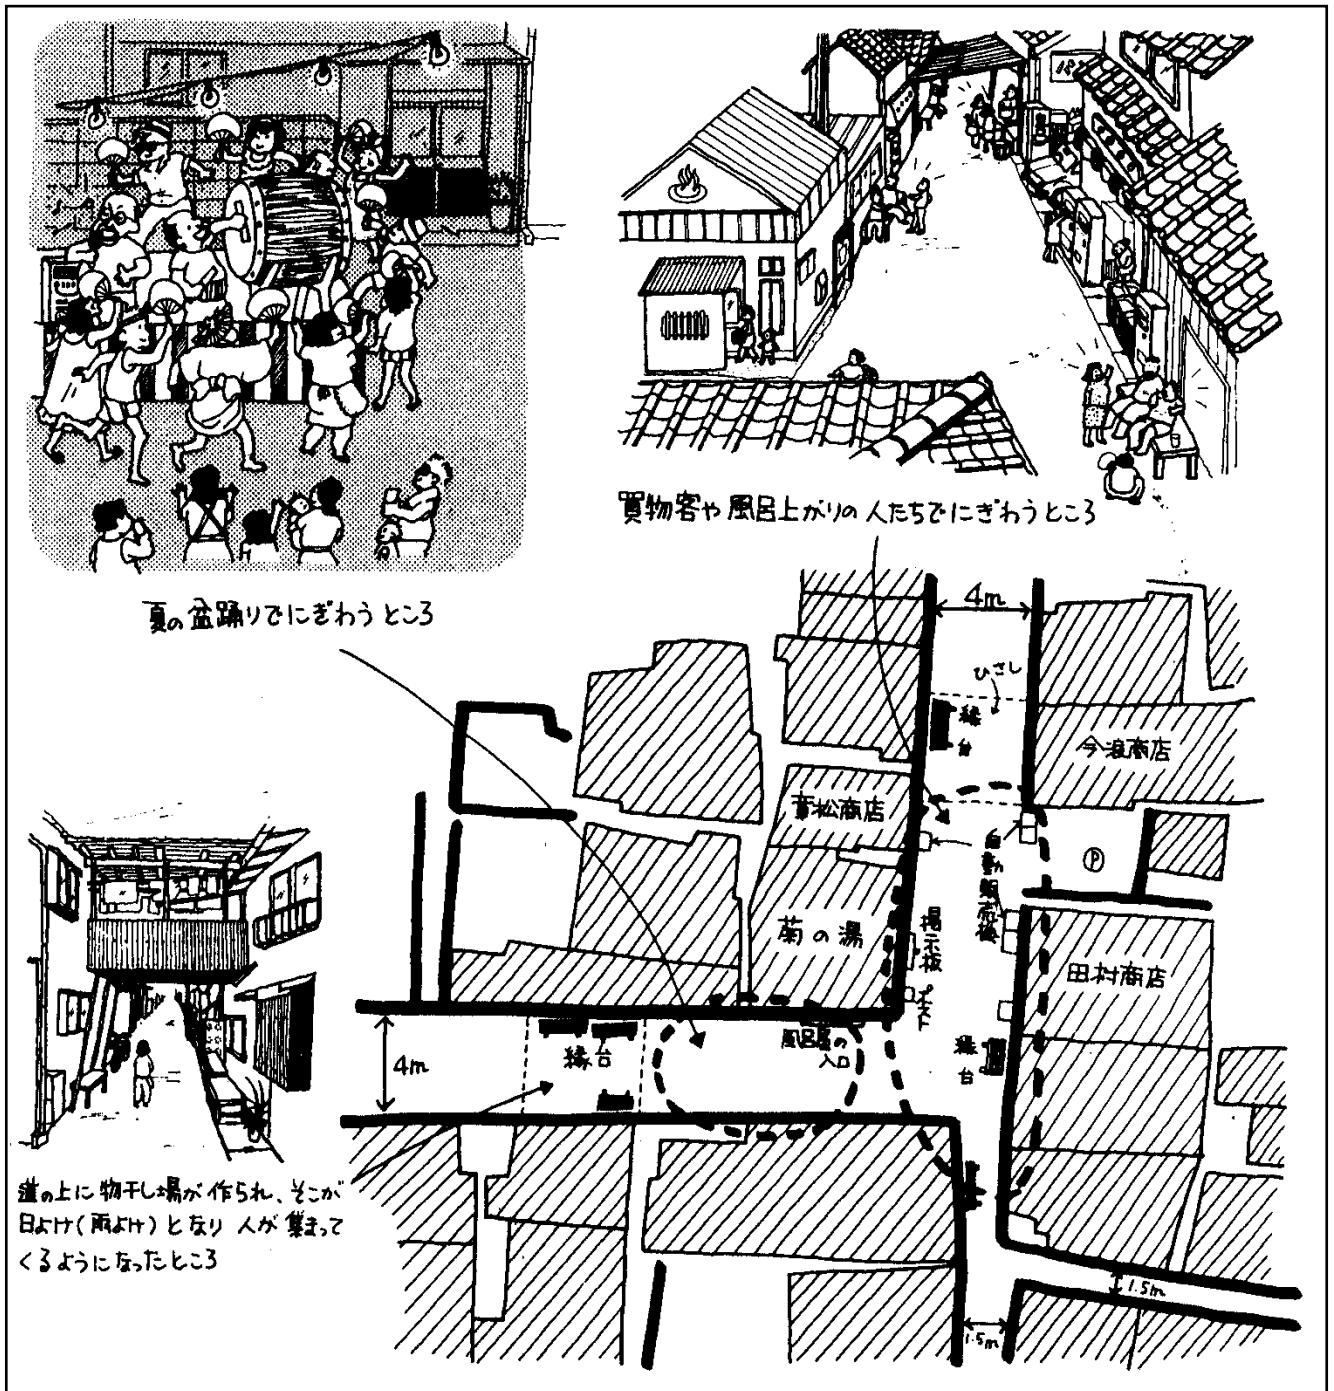 買物客や風呂上がりの人たちでにぎわうところ
夏の盆踊りでにぎわうところ
4m
ひさし
縁台
今浪商店
高松商店
自動販売機
P
菊の湯
掲示板
ポスト
田村商店
風呂屋の
入口
縁台
縁台
4m
道の上に物干し場が作られ、そこが
日よけ(雨よけ)となり 人が集まって
くるようになったところ
1.5m
1.5m